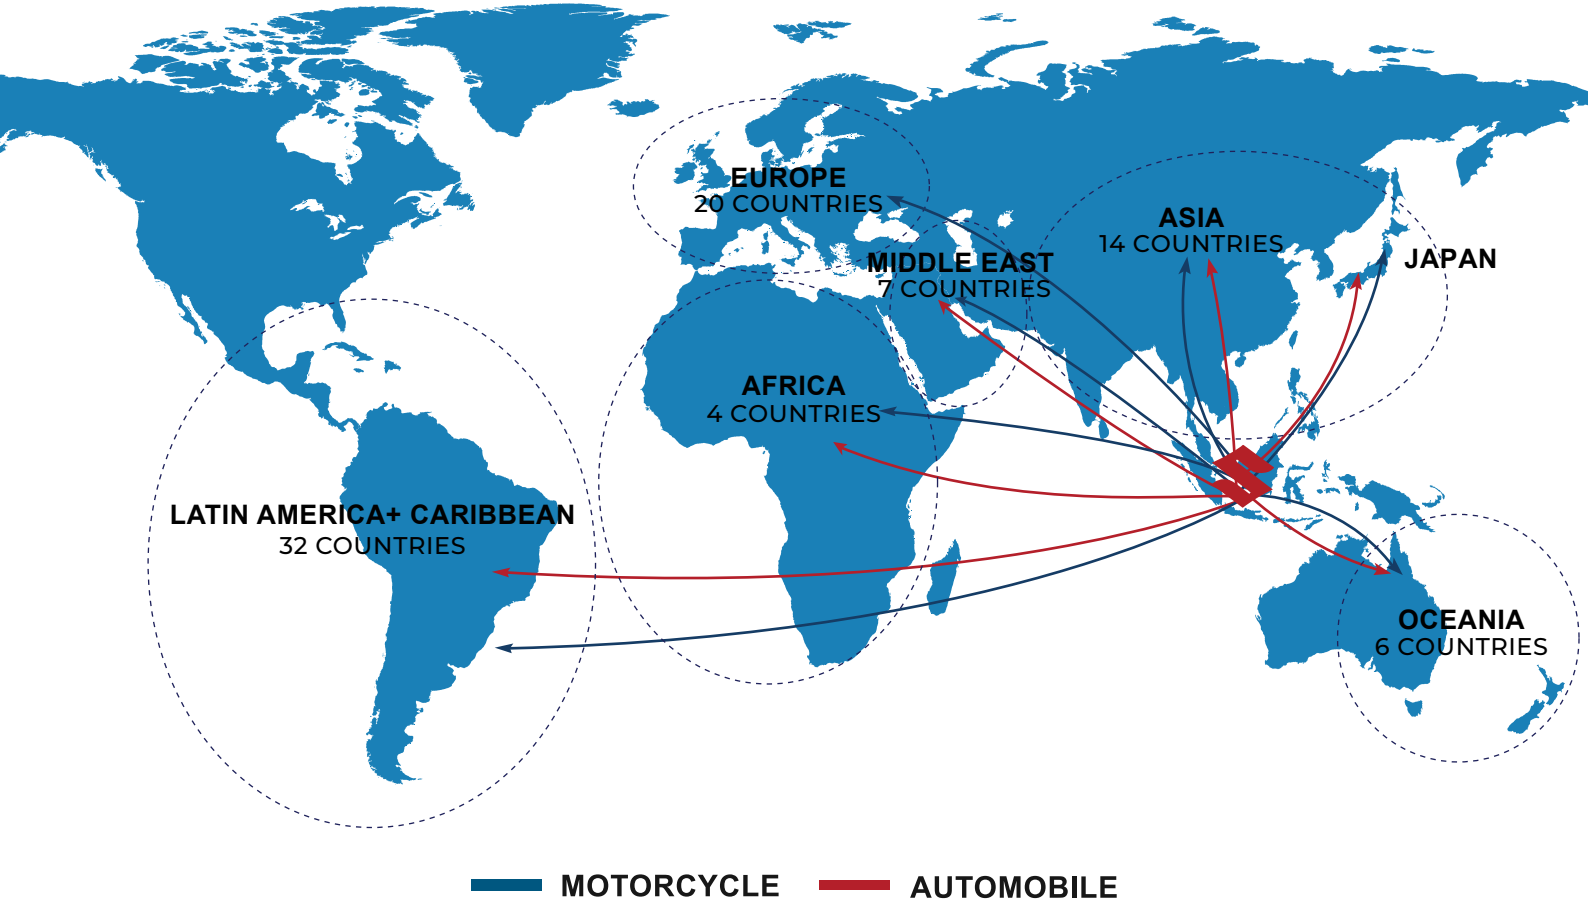 EUROPE
20 COUNTRIES
ASIA
14 COUNTRIES
JAPAN
MIDDLE EAST
7 COUNTRIES
AFRICA
4 COUNTRIES
LATIN AMERICA+ CARIBBEAN
32 COUNTRIES
OCEANIA
6 COUNTRIES
MOTORCYCLE
AUTOMOBILE